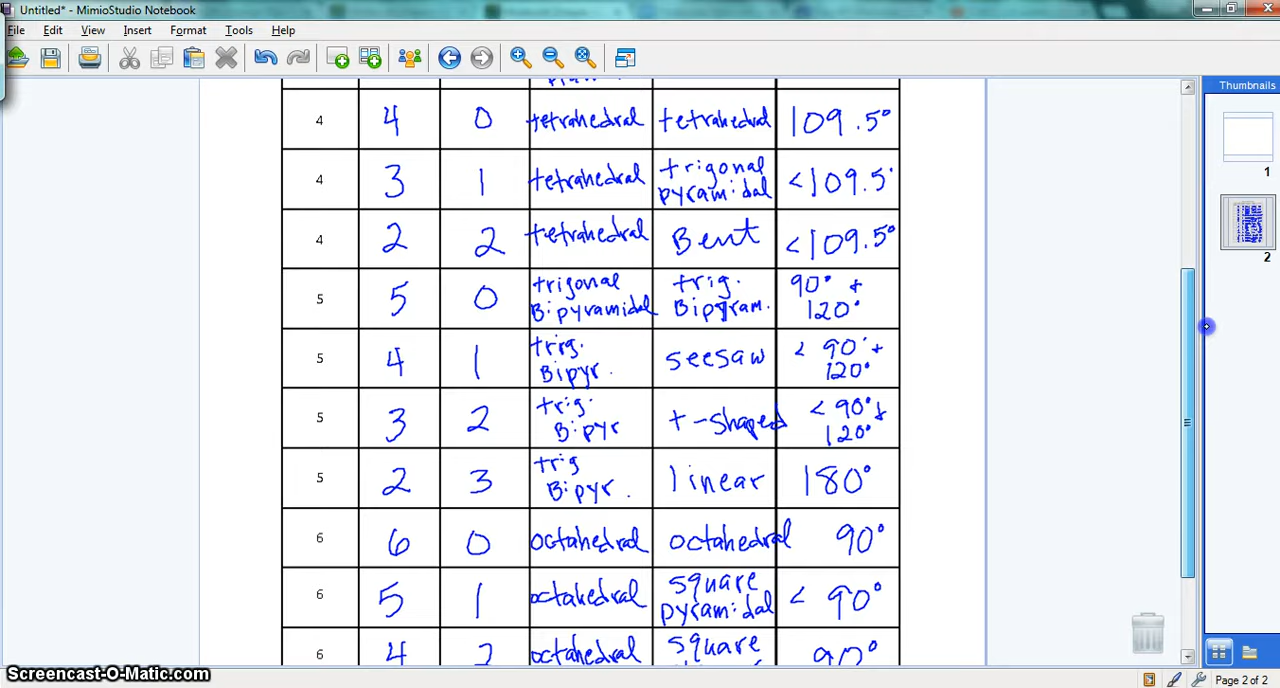 Untitled* - MimioStudio Notebook
File Edit View Insert Format Tools Help
Thumbnails
4 4 0 tetrahedral tetrahedral 109.5°
4 3 1 tetrahedral trigonal pyramidal <109.5°
4 2 2 tetrahedral Bent <109.5°
5 5 0 trigonal Bipyramidal trig. Bipyram. 90° + 120°
5 4 1 trig. Bipyr. seesaw < 90° + 120°
5 3 2 trig. Bipyr t-shaped < 90° + 120°
5 2 3 trig Bipyr. linear 180°
6 6 0 octahedral octahedral 90°
6 5 1 octahedral square pyramidal < 90°
6 4 2 octahedral square 90°
1
2
Screencast-O-Matic.com
Page 2 of 2